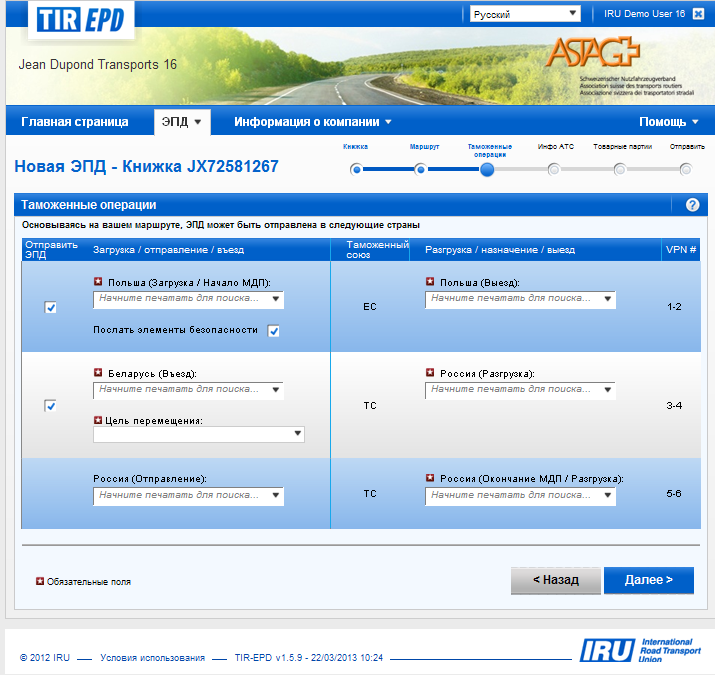 TIR EPD
Русский
IRU Demo User 16
Jean Dupond Transports 16
ASTAG
Schweizerischer Nutzfahrzeugverband
Association suisse des transports routiers
Associazione svizzera dei trasportatori stradali
Главная страница
ЭПД
Информация о компании
Помощь
Новая ЭПД - Книжка JX72581267
Книжка
Маршрут
Таможенные операции
Инфо АТС
Товарные партии
Отправить
Таможенные операции
?
Основываясь на вашем маршруте, ЭПД может быть отправлена в следующие страны
Отправить ЭПД
Загрузка / отправление / въезд
Таможенный союз
Разгрузка / назначение / выезд
VPN #
Польша (Загрузка / Начало МДП):
Начните печатать для поиска...
Послать элементы безопасности
ЕС
Польша (Выезд):
Начните печатать для поиска...
1-2
Беларусь (Въезд):
Начните печатать для поиска...
Цель перемещения:
ТС
Россия (Разгрузка):
Начните печатать для поиска...
3-4
Россия (Отправление):
Начните печатать для поиска...
ТС
Россия (Окончание МДП / Разгрузка):
Начните печатать для поиска...
5-6
Обязательные поля
< Назад
Далее >
© 2012 IRU
Условия использования
TIR-EPD v1.5.9 - 22/03/2013 10:24
IRU
International
Road Transport
Union